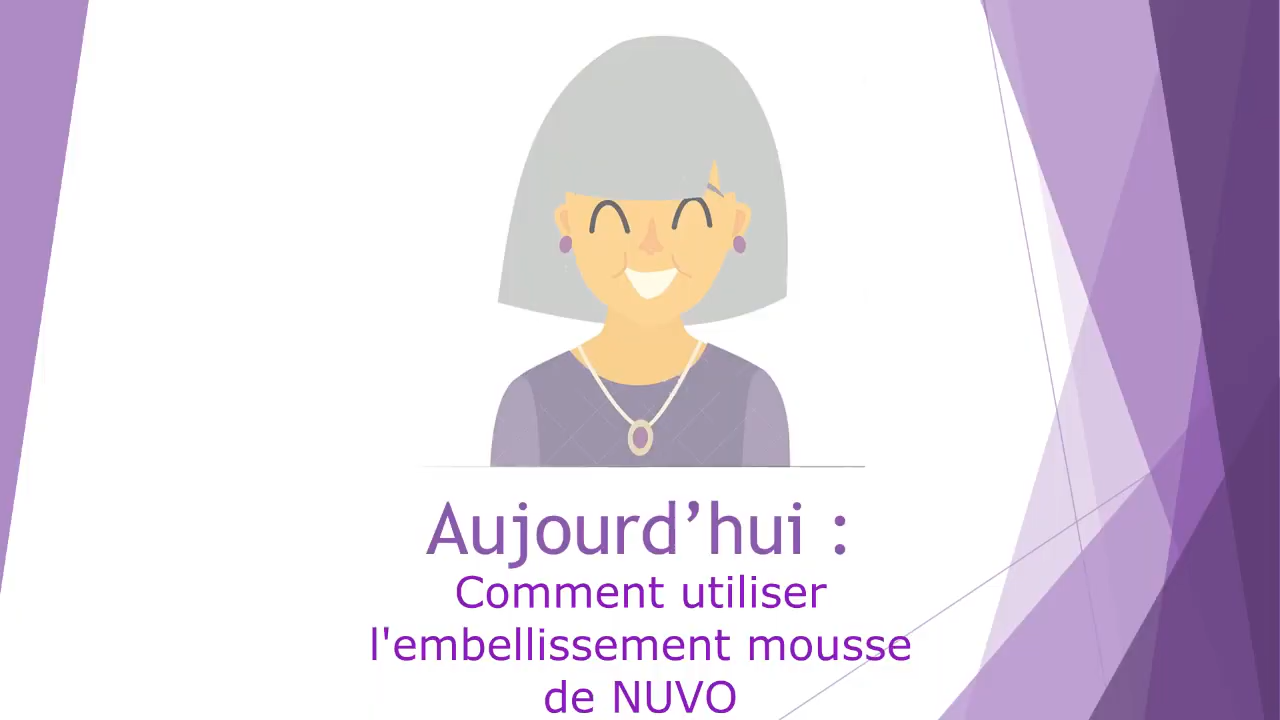 Aujourd’hui :
Comment utiliser
l'embellissement mousse
de NUVO